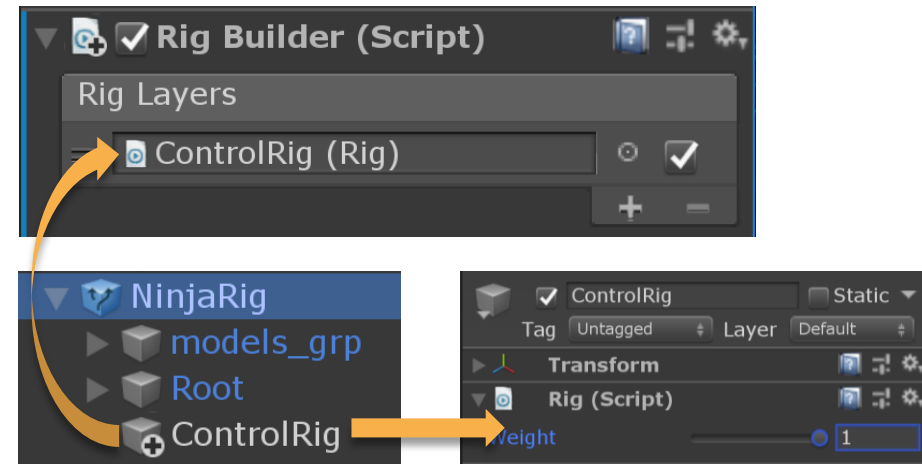 Rig Builder (Script)
Rig Layers
ControlRig (Rig)
NinjaRig
models_grp
Root
ControlRig
ControlRig Static
Tag Untagged Layer Default
Transform
Rig (Script)
Weight 1